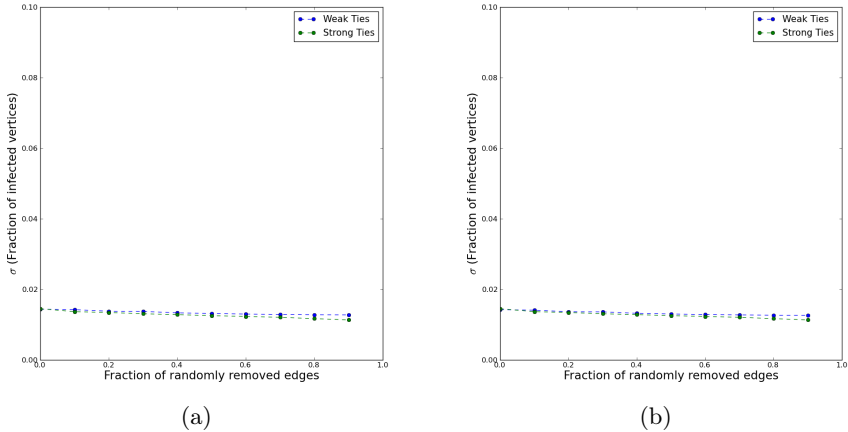 0.10
Weak Ties
Strong Ties
0.08
0.06
0.04
0.02
0.00
σ (Fraction of infected vertices)
0.0 0.2 0.4 0.6 0.8 1.0
Fraction of randomly removed edges
(a)
0.10
Weak Ties
Strong Ties
0.08
0.06
0.04
0.02
0.00
σ (Fraction of infected vertices)
0.0 0.2 0.4 0.6 0.8 1.0
Fraction of randomly removed edges
(b)